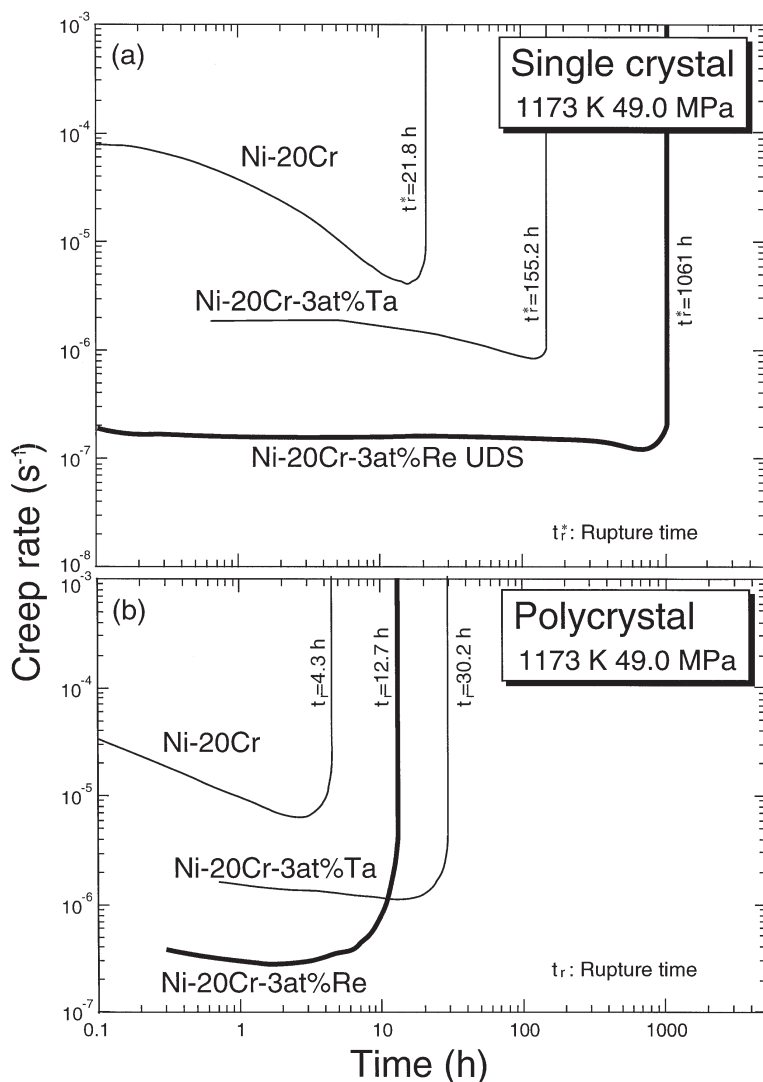 Creep rate (s⁻¹)
10⁻³
10⁻⁴
10⁻⁵
10⁻⁶
10⁻⁷
10⁻⁸
(a)
Single crystal
1173 K 49.0 MPa
Ni-20Cr
t*r=21.8 h
Ni-20Cr-3at%Ta
t*r=155.2 h
t*r=1061 h
Ni-20Cr-3at%Re UDS
t*r: Rupture time
10⁻³
10⁻⁴
10⁻⁵
10⁻⁶
10⁻⁷
(b)
Polycrystal
1173 K 49.0 MPa
tr=4.3 h
tr=12.7 h
tr=30.2 h
Ni-20Cr
Ni-20Cr-3at%Ta
Ni-20Cr-3at%Re
tr: Rupture time
0.1 1 10 100 1000
Time (h)